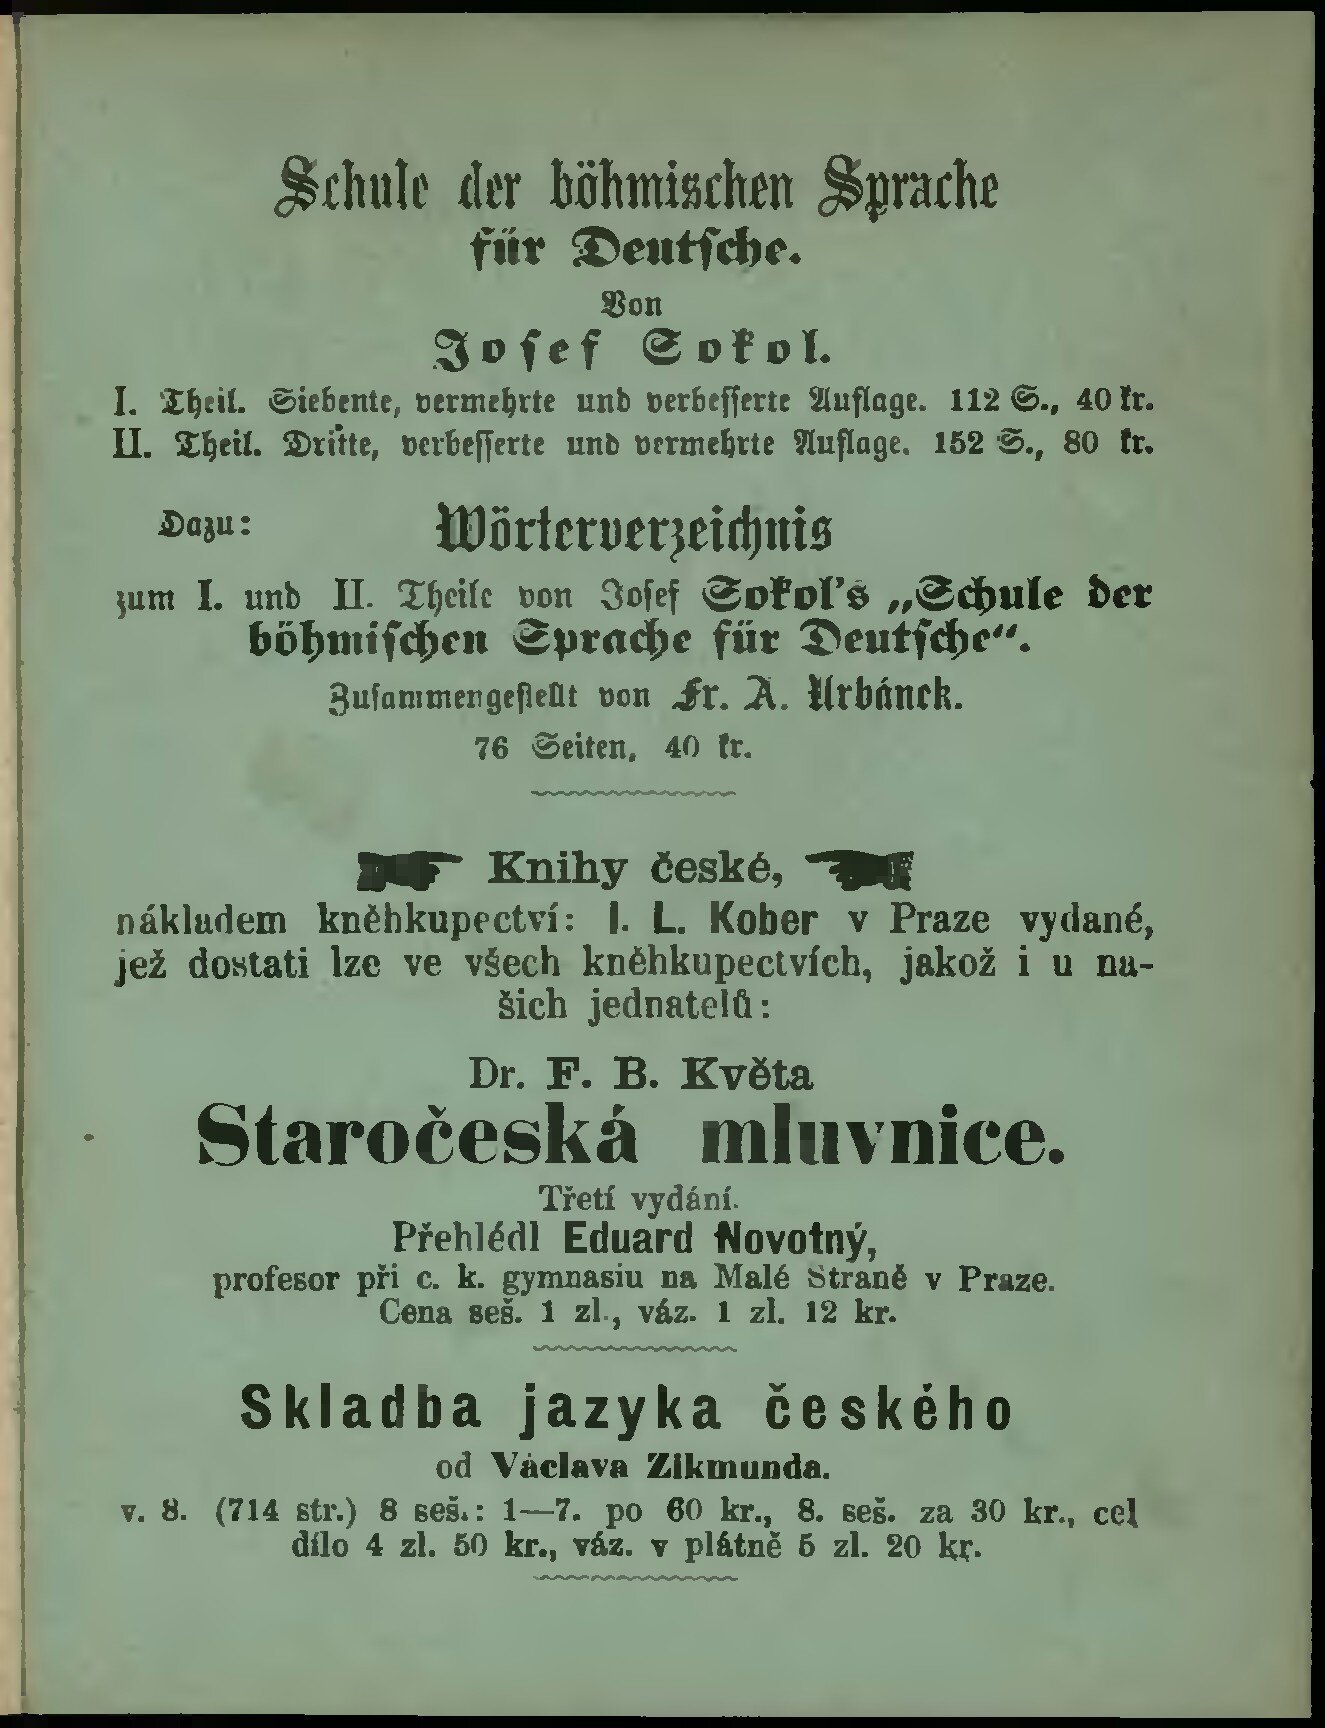 Schule der böhmischen Sprache
für Deutsche.
Von
Josef Sokol.
I. Theil. Siebente, vermehrte und verbesserte Auflage. 112 S., 40 kr.
II. Theil. Dritte, verbesserte und vermehrte Auflage. 152 S., 80 kr.
Dazu: Wörterverzeichnis
zum I. und II. Theile von Josef Sokol's „Schule der
böhmischen Sprache für Deutsche“.
Zusammengestellt von Fr. A. Urbánek.
76 Seiten, 40 kr.
Knihy české,
nákladem kněhkupectví: I. L. Kober v Praze vydané,
jež dostati lze ve všech kněhkupectvích, jakož i u na-
šich jednatelů:
Dr. F. B. Května
Staročeská mluvnice.
Třetí vydání.
Přehlédl Eduard Novotný,
profesor při c. k. gymnasiu na Malé Straně v Praze.
Cena seš. 1 zl., váz. 1 zl. 12 kr.
Skladba jazyka českého
od Václava Zikmunda.
v. 8. (714 str.) 8 seš.: 1—7. po 60 kr., 8. seš. za 30 kr., cel
dílo 4 zl. 50 kr., váz. v plátně 5 zl. 20 kr.